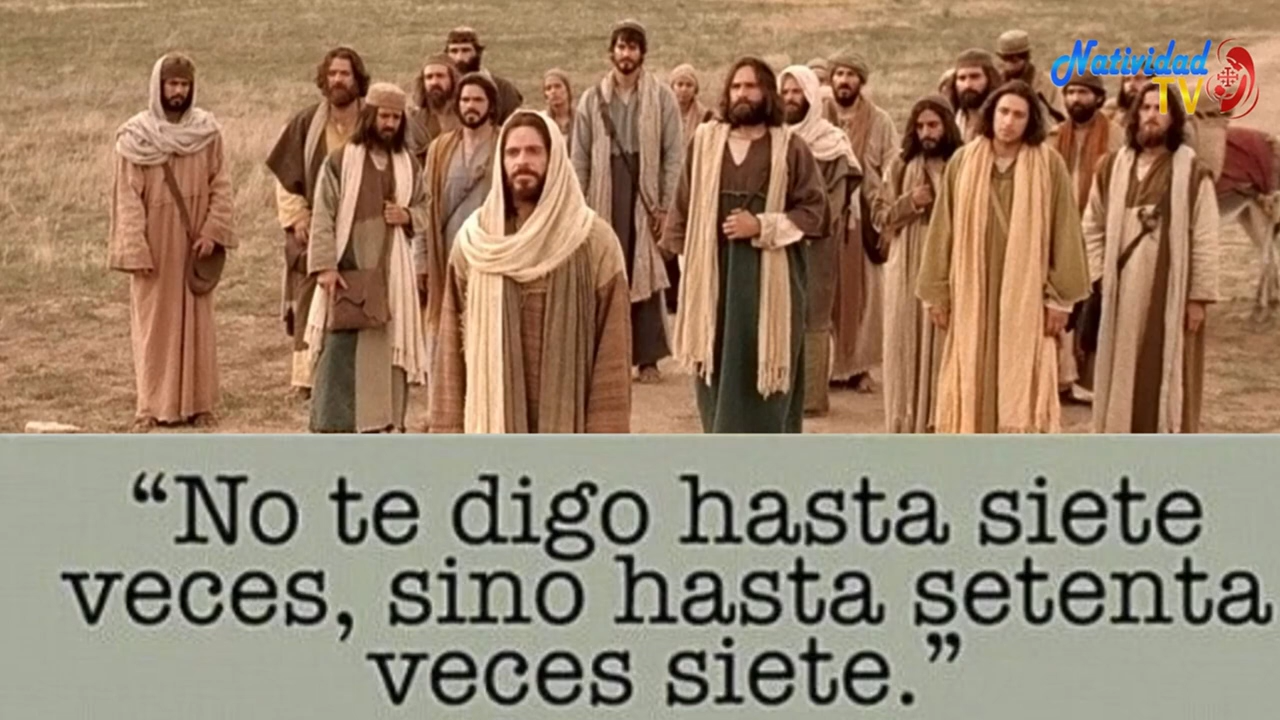 Natividad
TV
“No te digo hasta siete
veces, sino hasta setenta
veces siete.”